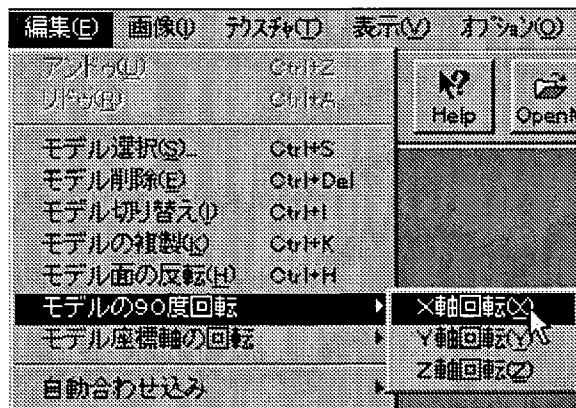 編集(E) 画像(I) テクスチャ(T) 表示(V) オプション(O)
アンドゥ(U) Ctrl+Z
リドゥ(R) Ctrl+A
Help Open
モデル選択(S)... Ctrl+S
モデル削除(E) Ctrl+Del
モデル切り替え(I) Ctrl+I
モデルの複製(K) Ctrl+K
モデル面の反転(H) Ctrl+H
モデルの90度回転 X軸回転(X)
モデル座標軸の回転 Y軸回転(Y)
Z軸回転(Z)
自動合わせ込み